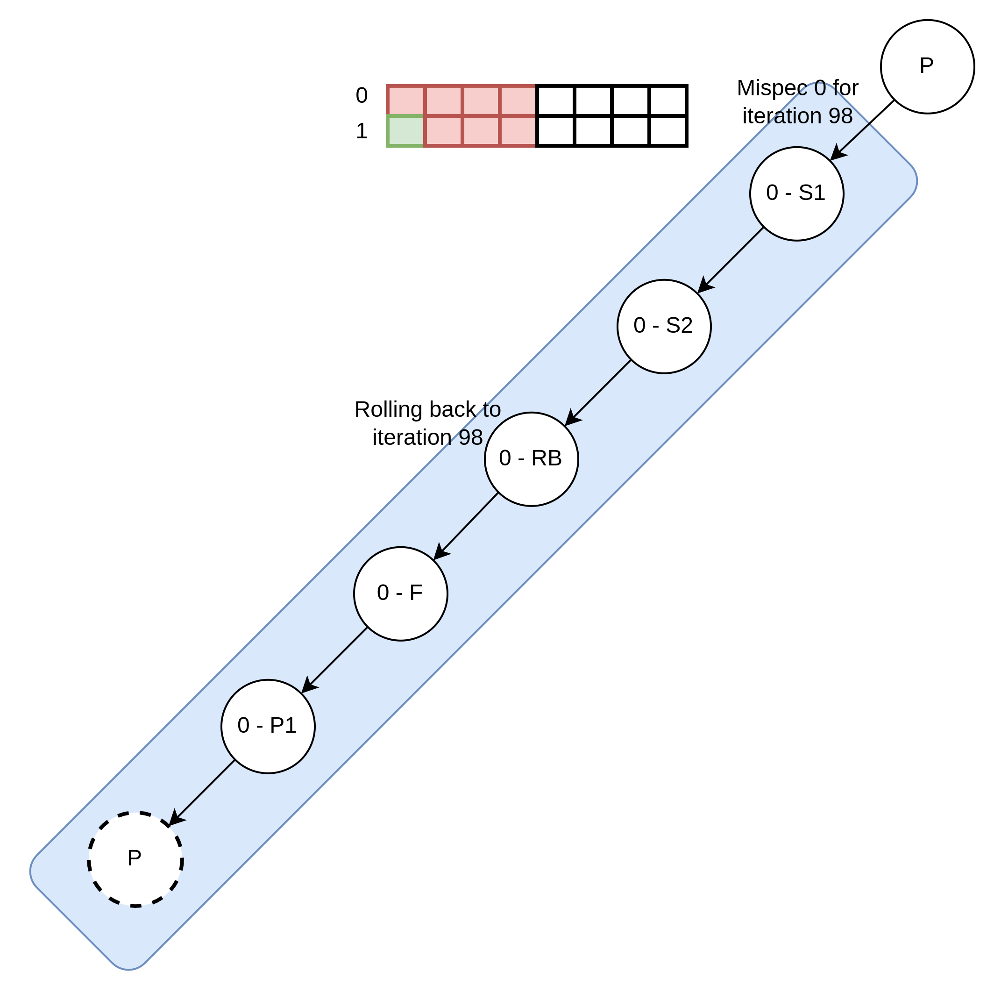 P
Mispec 0 for
iteration 98
0
1
0 - S1
0 - S2
Rolling back to
iteration 98
0 - RB
0 - F
0 - P1
P